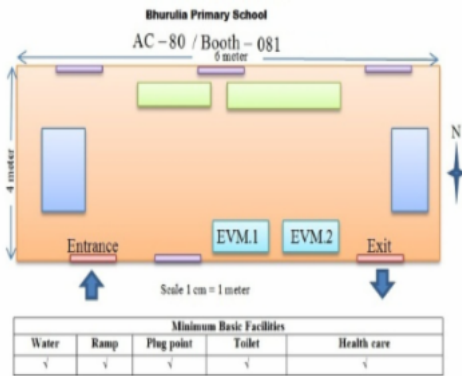 Bhurulia Primary School
AC – 80 / Booth – 081
6 meter
4 meter
N
EVM.1 EVM.2
Entrance Exit
Scale 1 cm = 1 meter
Minimum Basic Facilities
Water Ramp Plug point Toilet Health care
√ √ √ √ √